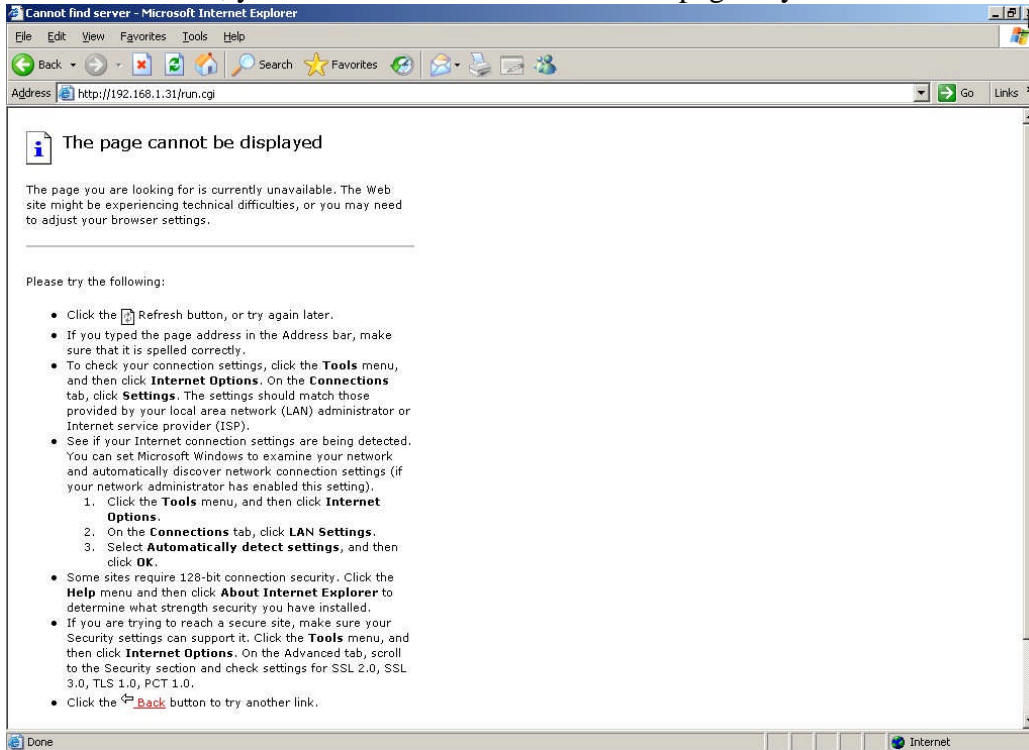 Cannot find server - Microsoft Internet Explorer
File Edit View Favorites Tools Help
Back Search Favorites
Address http://192.168.1.31/run.cgi Go Links
The page cannot be displayed
The page you are looking for is currently unavailable. The Web
site might be experiencing technical difficulties, or you may need
to adjust your browser settings.
Please try the following:
• Click the Refresh button, or try again later.
• If you typed the page address in the Address bar, make
sure that it is spelled correctly.
• To check your connection settings, click the Tools menu,
and then click Internet Options. On the Connections
tab, click Settings. The settings should match those
provided by your local area network (LAN) administrator or
Internet service provider (ISP).
• See if your Internet connection settings are being detected.
You can set Microsoft Windows to examine your network
and automatically discover network connection settings (if
your network administrator has enabled this setting).
1. Click the Tools menu, and then click Internet
Options.
2. On the Connections tab, click LAN Settings.
3. Select Automatically detect settings, and then
click OK.
• Some sites require 128-bit connection security. Click the
Help menu and then click About Internet Explorer to
determine what strength security you have installed.
• If you are trying to reach a secure site, make sure your
Security settings can support it. Click the Tools menu, and
then click Internet Options. On the Advanced tab, scroll
to the Security section and check settings for SSL 2.0, SSL
3.0, TLS 1.0, PCT 1.0.
• Click the Back button to try another link.
Done Internet